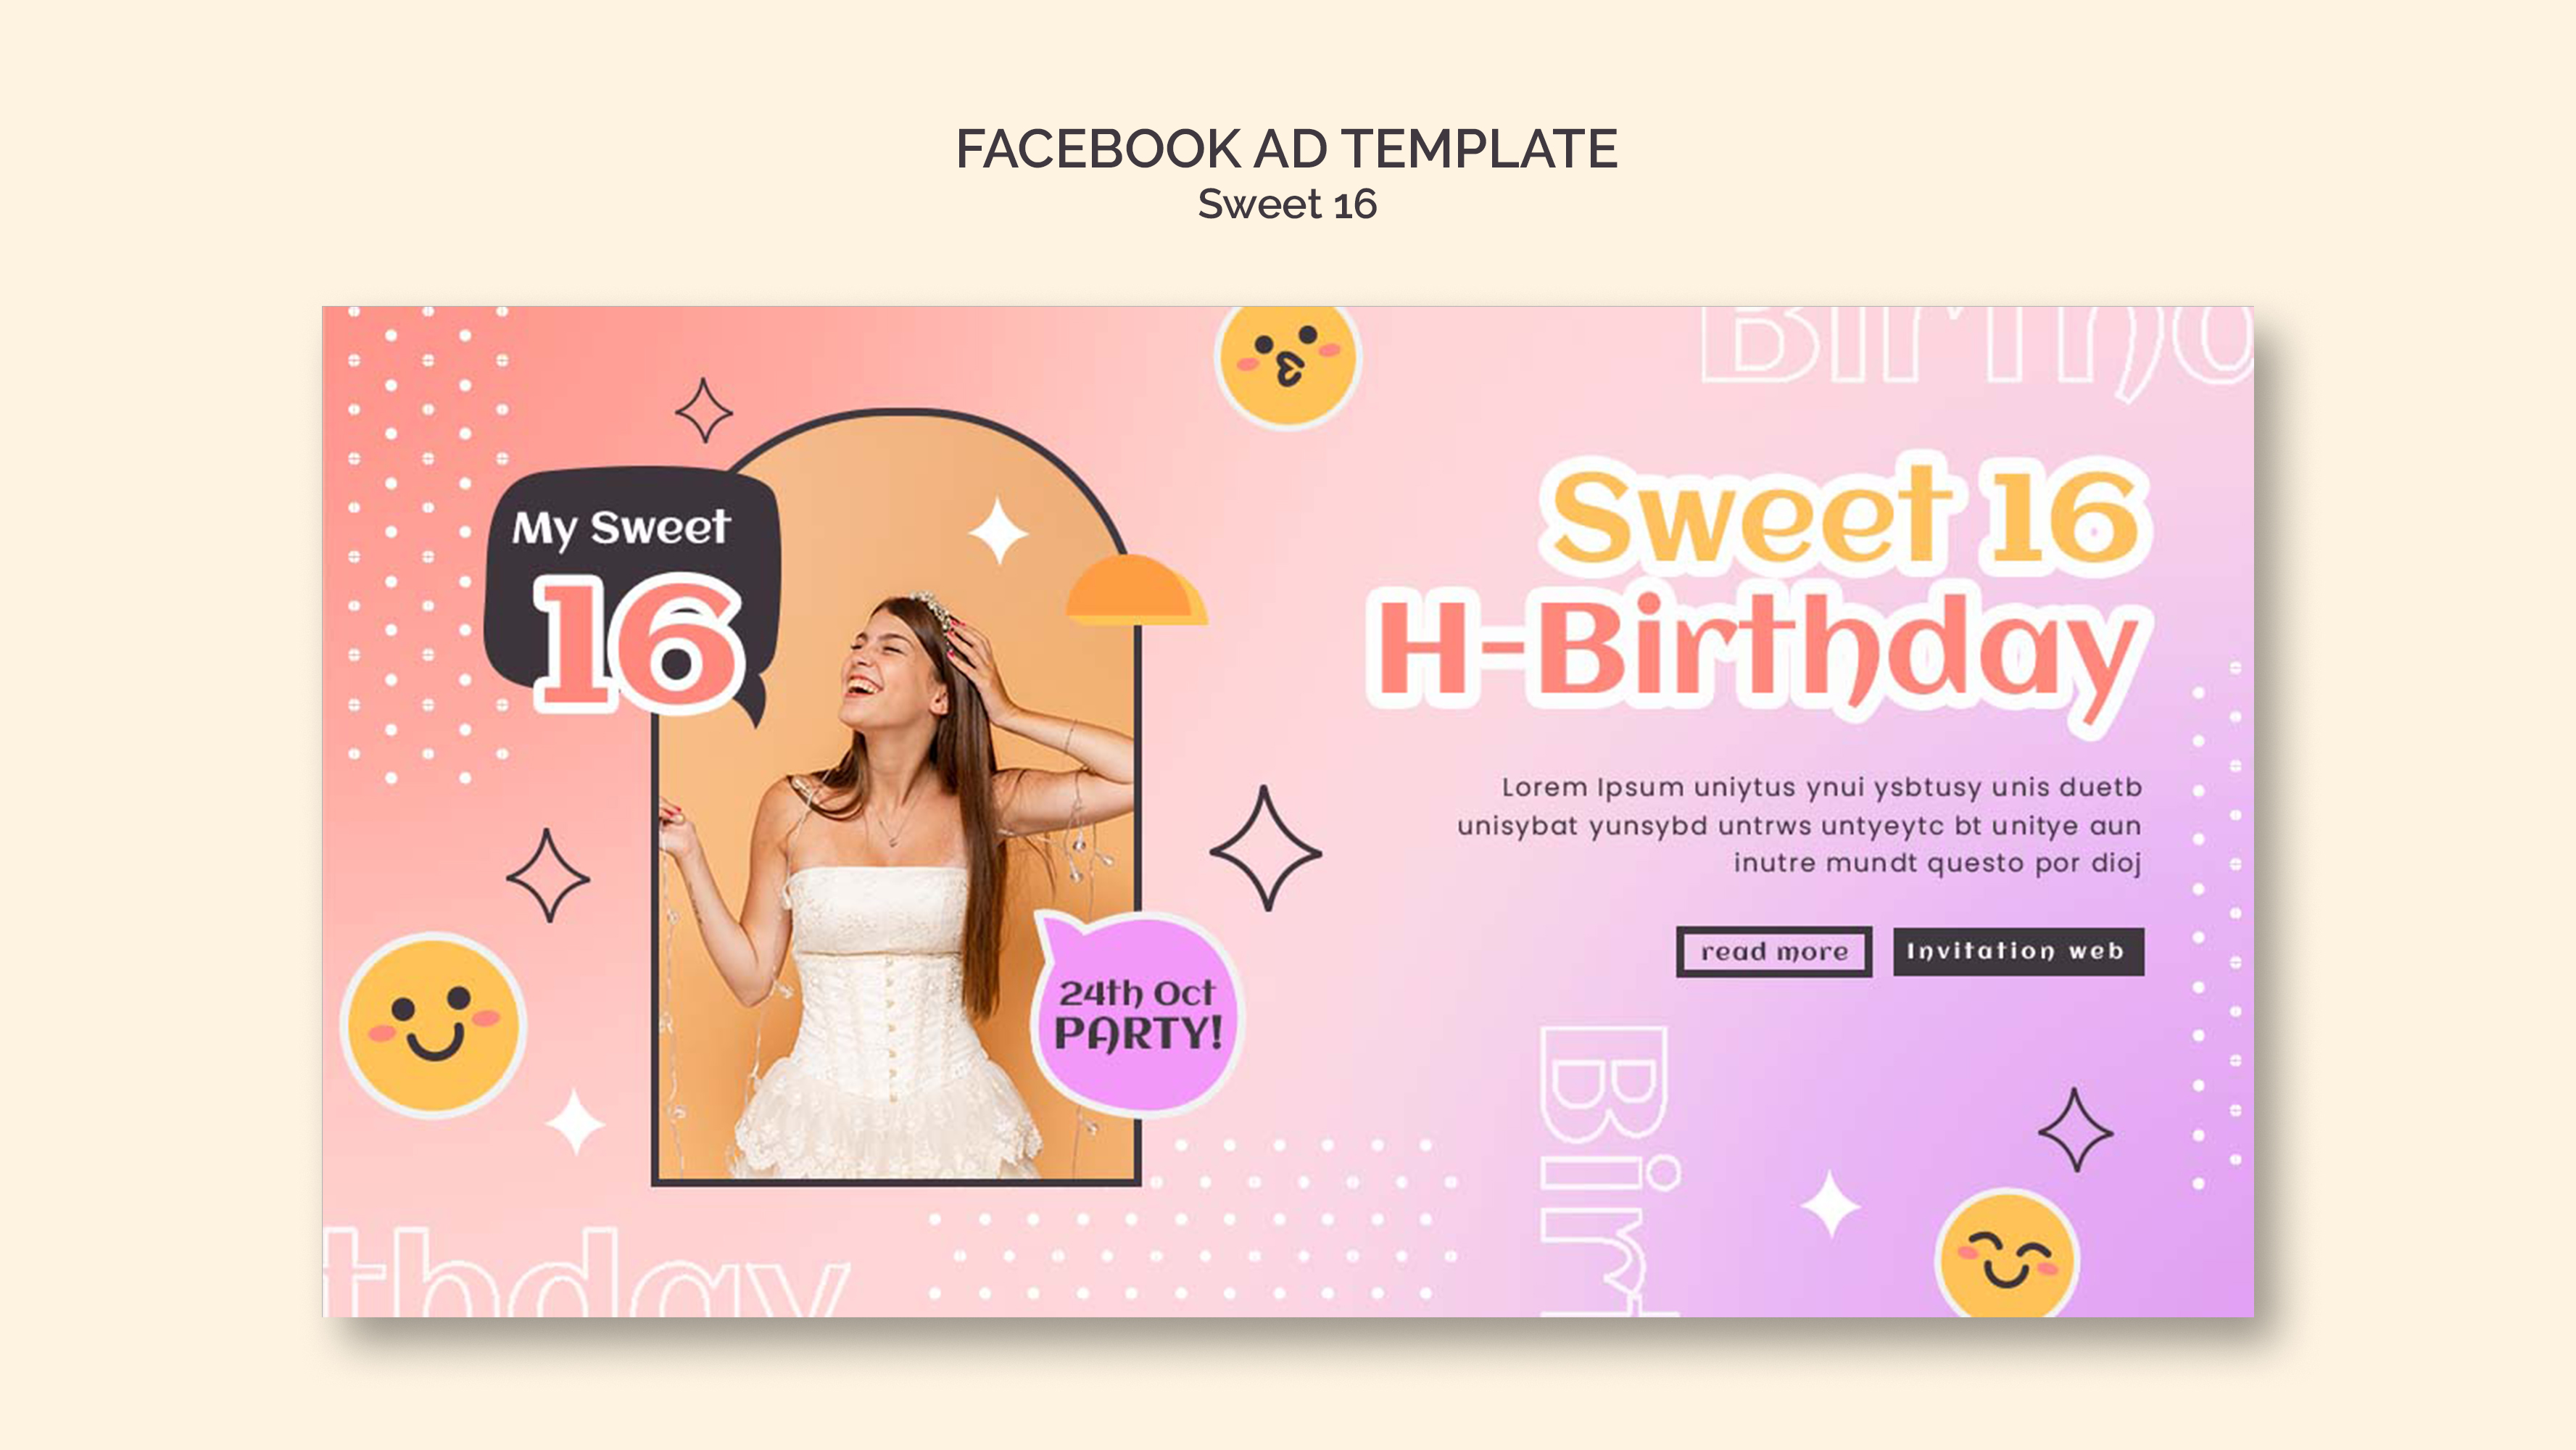 FACEBOOK AD TEMPLATE
Sweet 16
Birthd
My Sweet
16
Sweet 16
H-Birthday
Lorem Ipsum uniytus ynui ysbtusy unis duetb
unisybat yunsybd untrws untyeytc bt unitye aun
inutre mundt questo por dioj
read more
Invitation web
24th Oct
PARTY!
Birt
thday